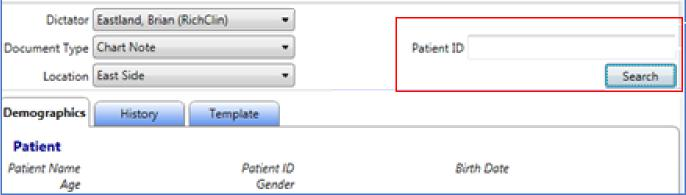 Dictator Eastland, Brian (RichClin)
Document Type Chart Note Patient ID
Location East Side Search
Demographics History Template
Patient
Patient Name Patient ID Birth Date
Age Gender